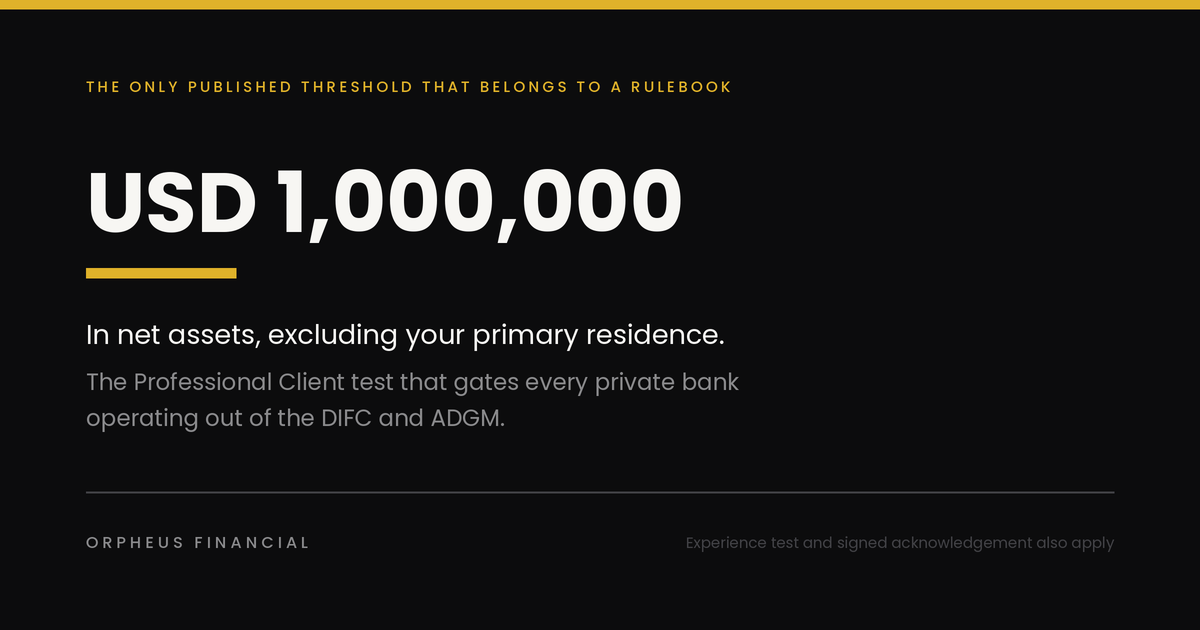 THE ONLY PUBLISHED THRESHOLD THAT BELONGS TO A RULEBOOK
USD 1,000,000
In net assets, excluding your primary residence.
The Professional Client test that gates every private bank
operating out of the DIFC and ADGM.
ORPHEUS FINANCIAL
Experience test and signed acknowledgement also apply